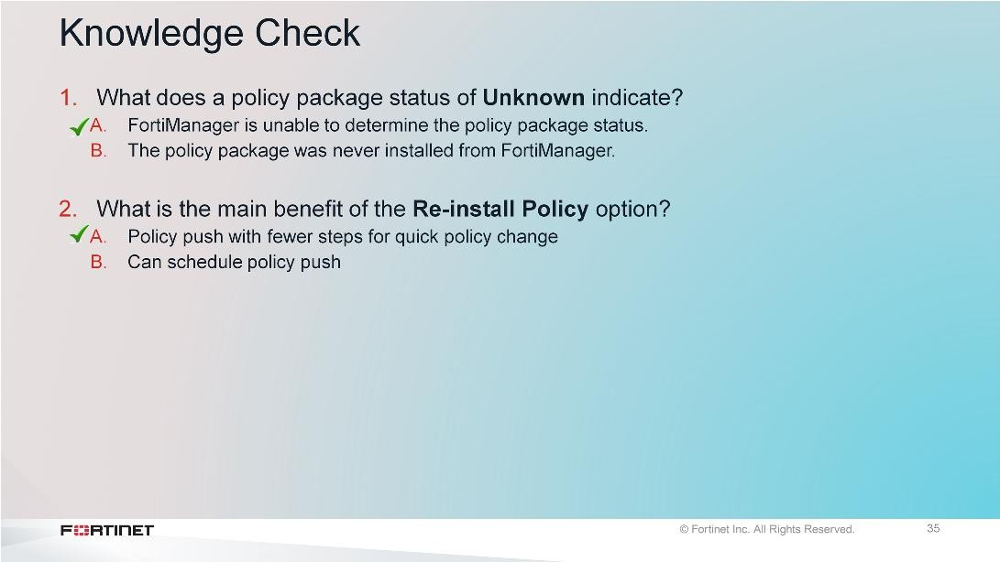 Knowledge Check
1. What does a policy package status of Unknown indicate?
A. FortiManager is unable to determine the policy package status.
B. The policy package was never installed from FortiManager.
2. What is the main benefit of the Re-install Policy option?
A. Policy push with fewer steps for quick policy change
B. Can schedule policy push
FORTINET
© Fortinet Inc. All Rights Reserved.
35